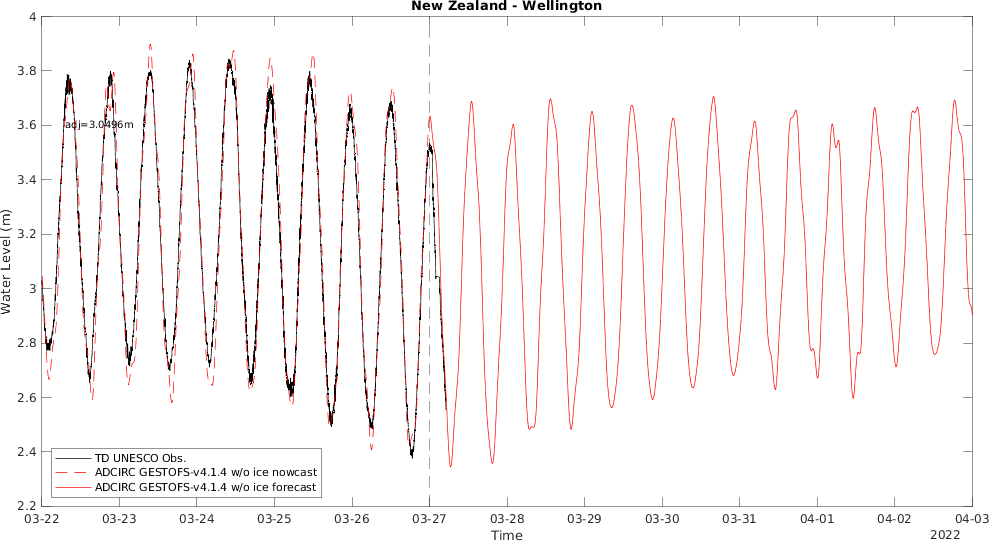 New Zealand - Wellington
4
3.8
3.6
3.4
3.2
3
2.8
2.6
2.4
2.2
Water Level (m)
adj=3.0496m
TD UNESCO Obs.
ADCIRC GESTOFS-v4.1.4 w/o ice nowcast
ADCIRC GESTOFS-v4.1.4 w/o ice forecast
03-22 03-23 03-24 03-25 03-26 03-27 03-28 03-29 03-30 03-31 04-01 04-02 04-03
Time
2022